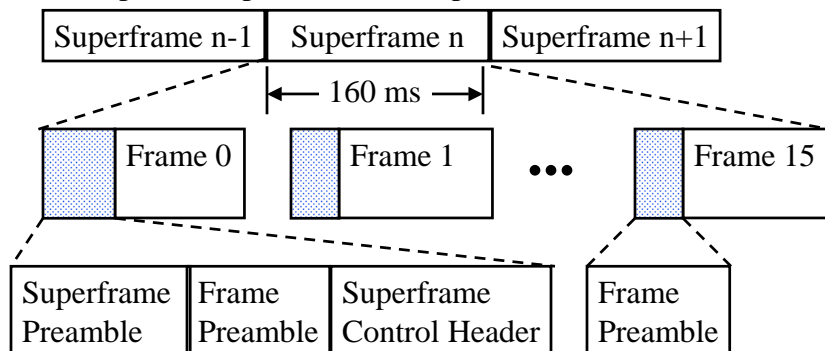 Superframe n-1 Superframe n Superframe n+1
160 ms
Frame 0 Frame 1 ••• Frame 15
Superframe Frame Superframe Frame
Preamble Preamble Control Header Preamble